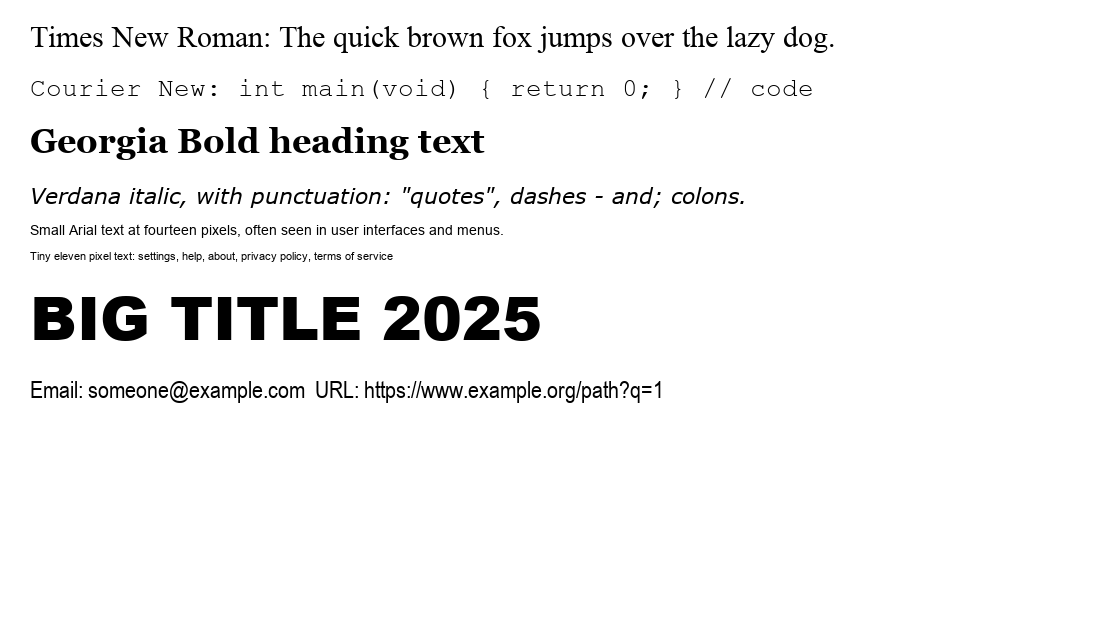 Times New Roman: The quick brown fox jumps over the lazy dog.
Courier New: int main(void) { return 0; } // code
Georgia Bold heading text
Verdana italic, with punctuation: "quotes", dashes - and; colons.
Small Arial text at fourteen pixels, often seen in user interfaces and menus.
Tiny eleven pixel text: settings, help, about, privacy policy, terms of service
BIG TITLE 2025
Email: someone@example.com  URL: https://www.example.org/path?q=1